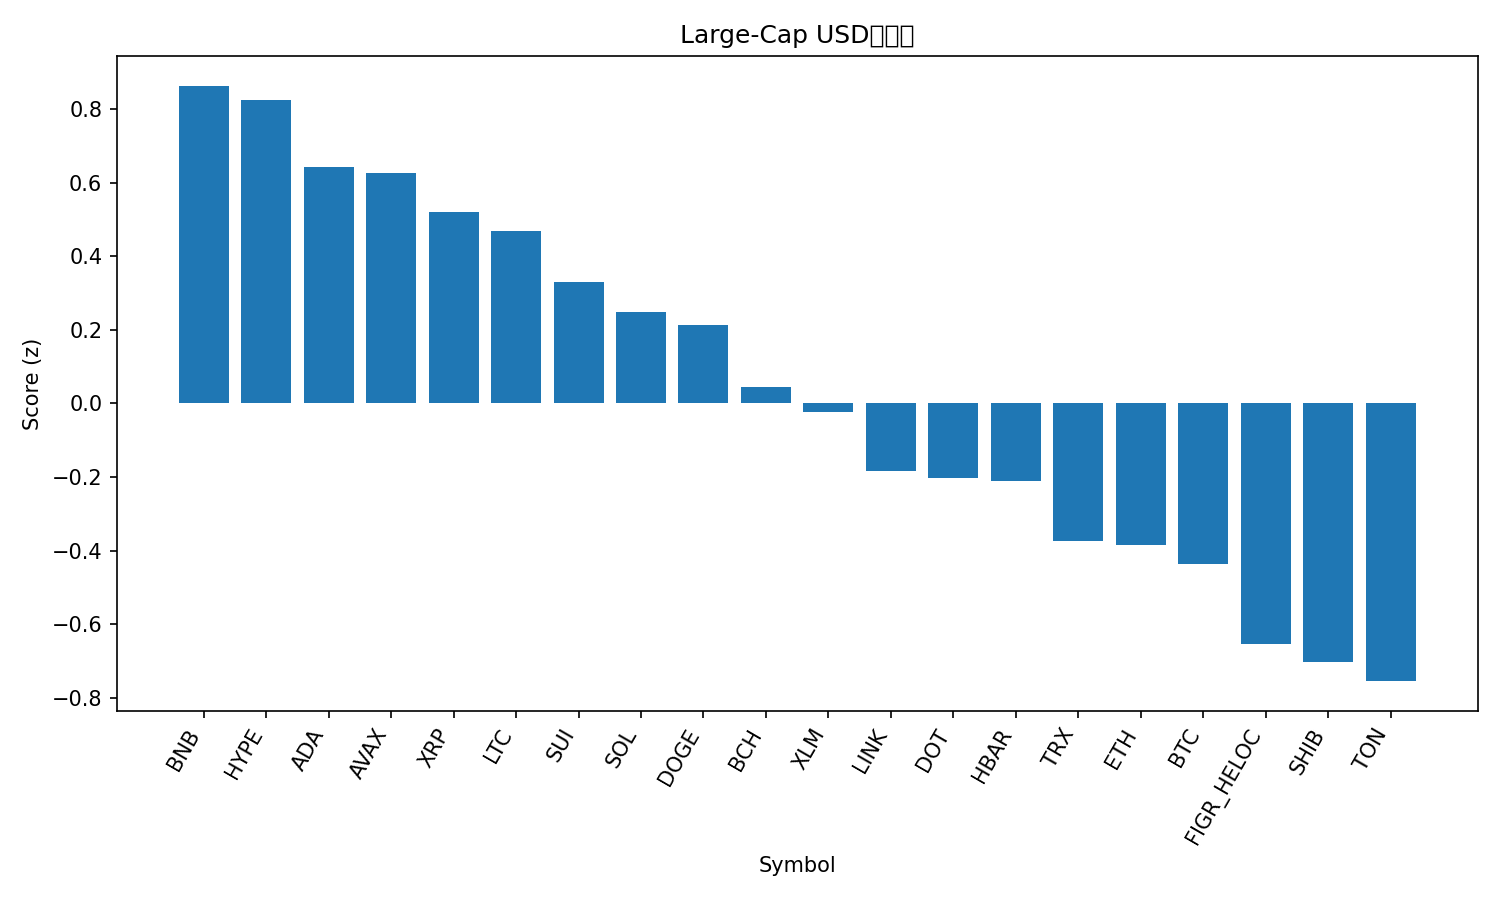 Large-Cap USD
Score (z)
0.8
0.6
0.4
0.2
0.0
−0.2
−0.4
−0.6
−0.8
BNB
HYPE
ADA
AVAX
XRP
LTC
SUI
SOL
DOGE
BCH
XLM
LINK
DOT
HBAR
TRX
ETH
BTC
FIGR_HELOC
SHIB
TON
Symbol